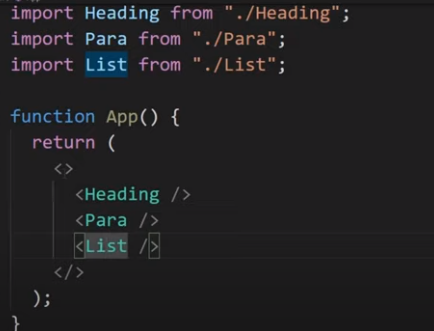 import Heading from "./Heading";
import Para from "./Para";
import List from "./List";

function App() {
  return (
    <>
      <Heading />
      <Para />
      <List />
    </>
  );
}